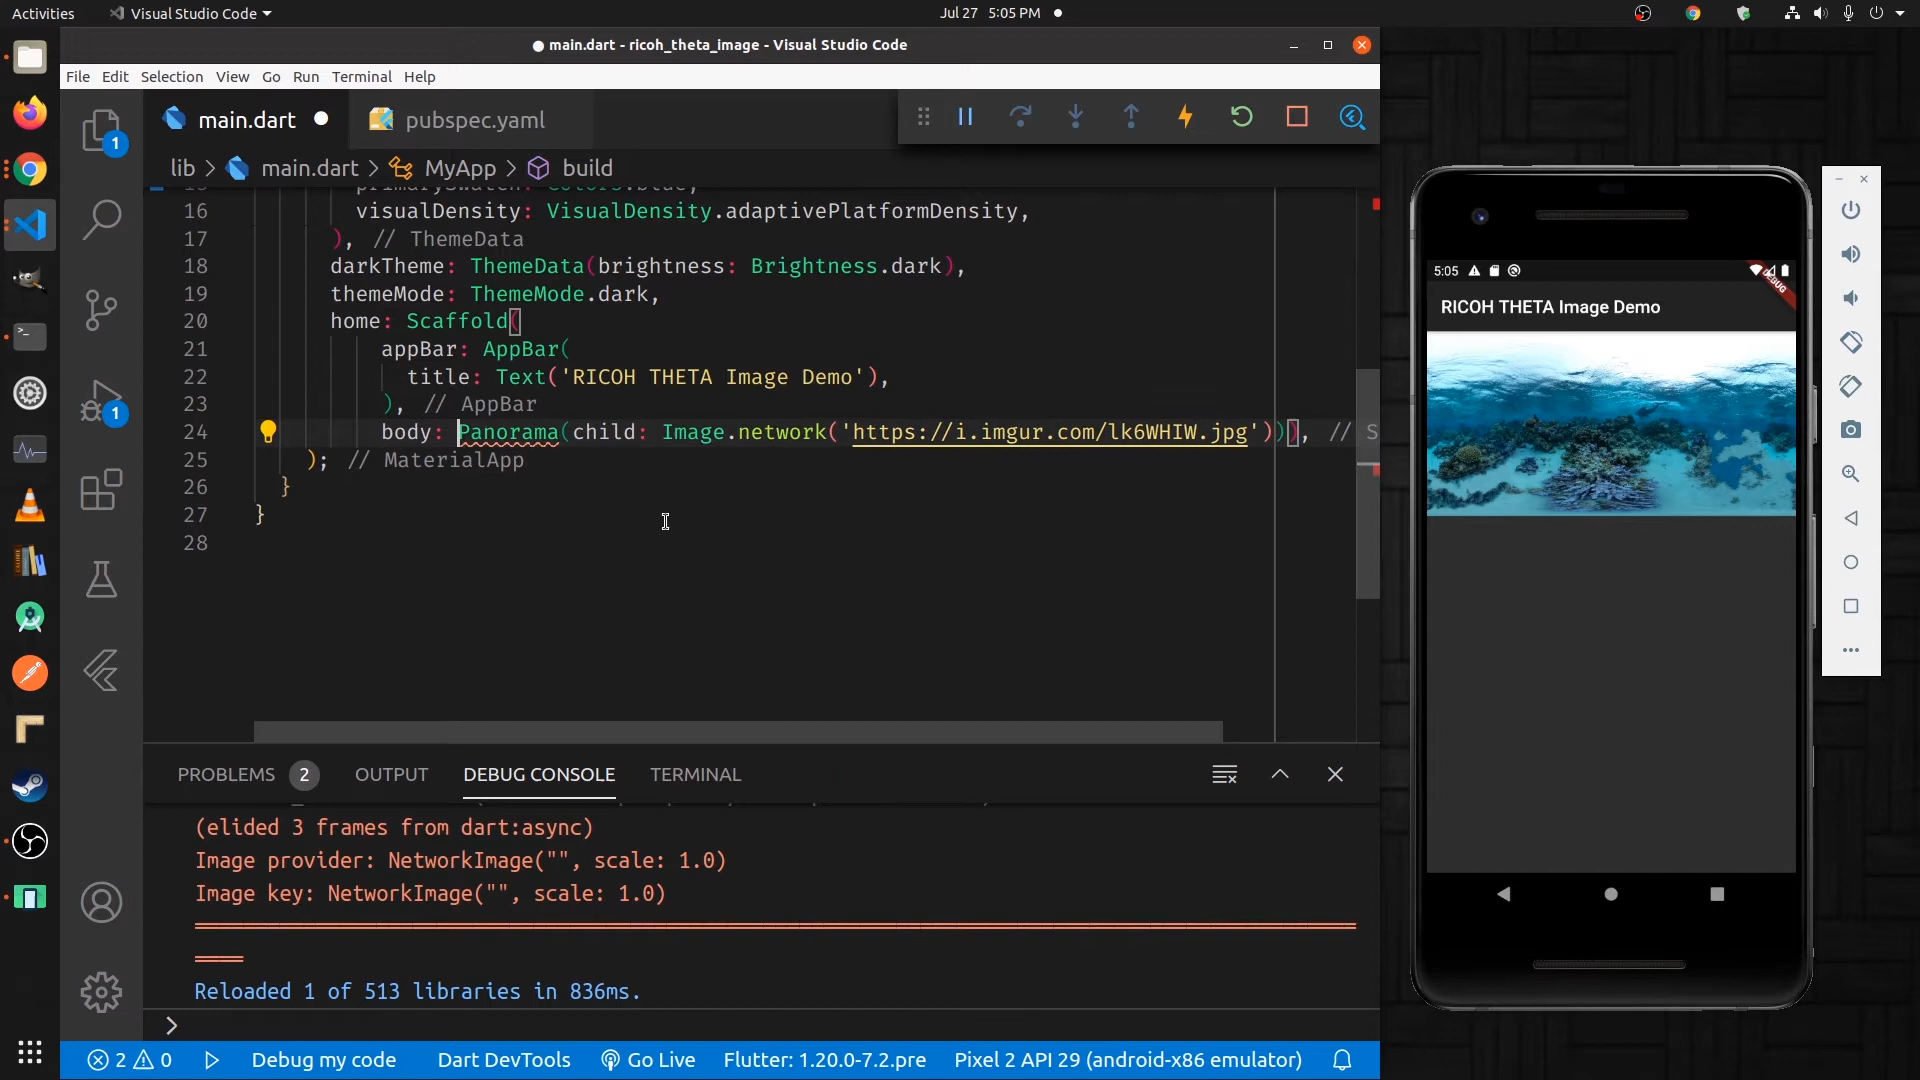 Activities
Visual Studio Code
Jul 27 5:05 PM
main.dart - ricoh_theta_image - Visual Studio Code
File Edit Selection View Go Run Terminal Help
1
main.dart
pubspec.yaml
lib > main.dart > MyApp > build
primarySwatch: Colors.blue,
16 visualDensity: VisualDensity.adaptivePlatformDensity,
17 ), // ThemeData
18 darkTheme: ThemeData(brightness: Brightness.dark),
19 themeMode: ThemeMode.dark,
20 home: Scaffold(
21 appBar: AppBar(
22 title: Text('RICOH THETA Image Demo'),
23 ), // AppBar
24 body: Panorama(child: Image.network('https://i.imgur.com/lk6WHIW.jpg'))), // S
25 ); // MaterialApp
26 }
27 }
28
1
PROBLEMS 2 OUTPUT DEBUG CONSOLE TERMINAL
(elided 3 frames from dart:async)
Image provider: NetworkImage("", scale: 1.0)
Image key: NetworkImage("", scale: 1.0)
Reloaded 1 of 513 libraries in 836ms.
>
2 0 Debug my code Dart DevTools Go Live Flutter: 1.20.0-7.2.pre Pixel 2 API 29 (android-x86 emulator)
5:05
DEBUG
RICOH THETA Image Demo